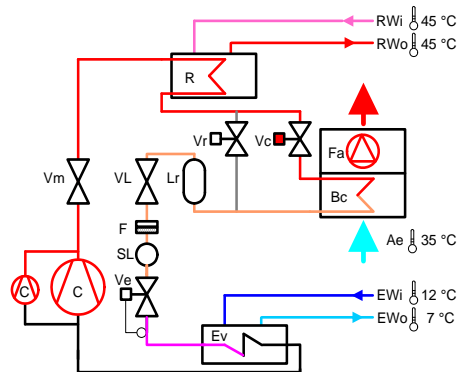 RWi 45 °C
RWo 45 °C
R
Vr
Vc
Fa
Vm
VL
Lr
Bc
F
Ae 35 °C
SL
Ve
C
C
EWi 12 °C
EWo 7 °C
Ev